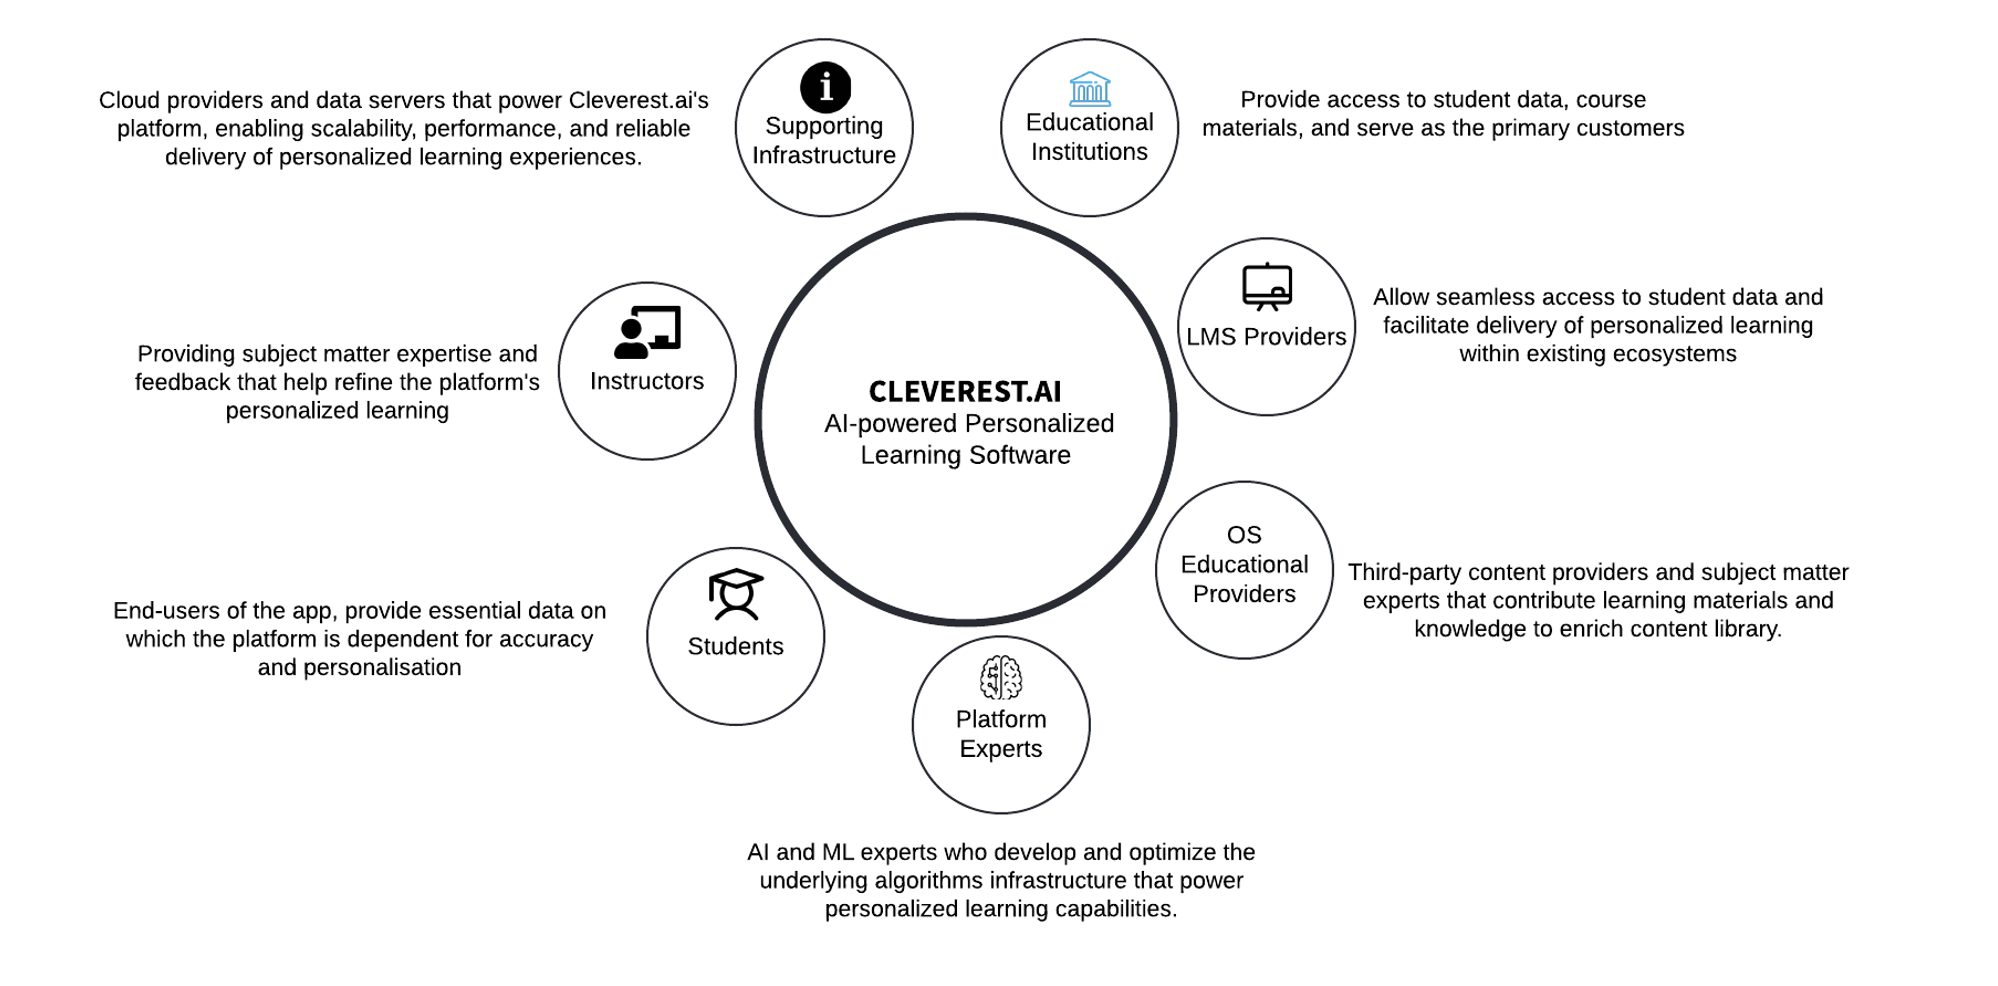 Cloud providers and data servers that power Cleverest.ai's
platform, enabling scalability, performance, and reliable
delivery of personalized learning experiences.
Supporting
Infrastructure
Educational
Institutions
Provide access to student data, course
materials, and serve as the primary customers
Providing subject matter expertise and
feedback that help refine the platform's
personalized learning
Instructors
LMS Providers
Allow seamless access to student data and
facilitate delivery of personalized learning
within existing ecosystems
CLEVEREST.AI
AI-powered Personalized
Learning Software
End-users of the app, provide essential data on
which the platform is dependent for accuracy
and personalisation
Students
OS
Educational
Providers
Third-party content providers and subject matter
experts that contribute learning materials and
knowledge to enrich content library.
Platform
Experts
AI and ML experts who develop and optimize the
underlying algorithms infrastructure that power
personalized learning capabilities.